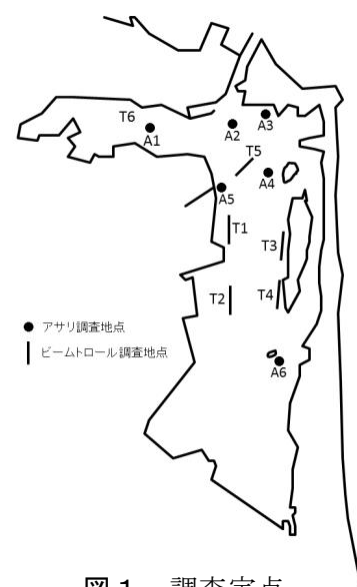 T6
A1
A2
A3
T5
A4
A5
T1
T3
T2
T4
● アサリ調査地点
| ビームトロール調査地点
A6
図1 調査定点